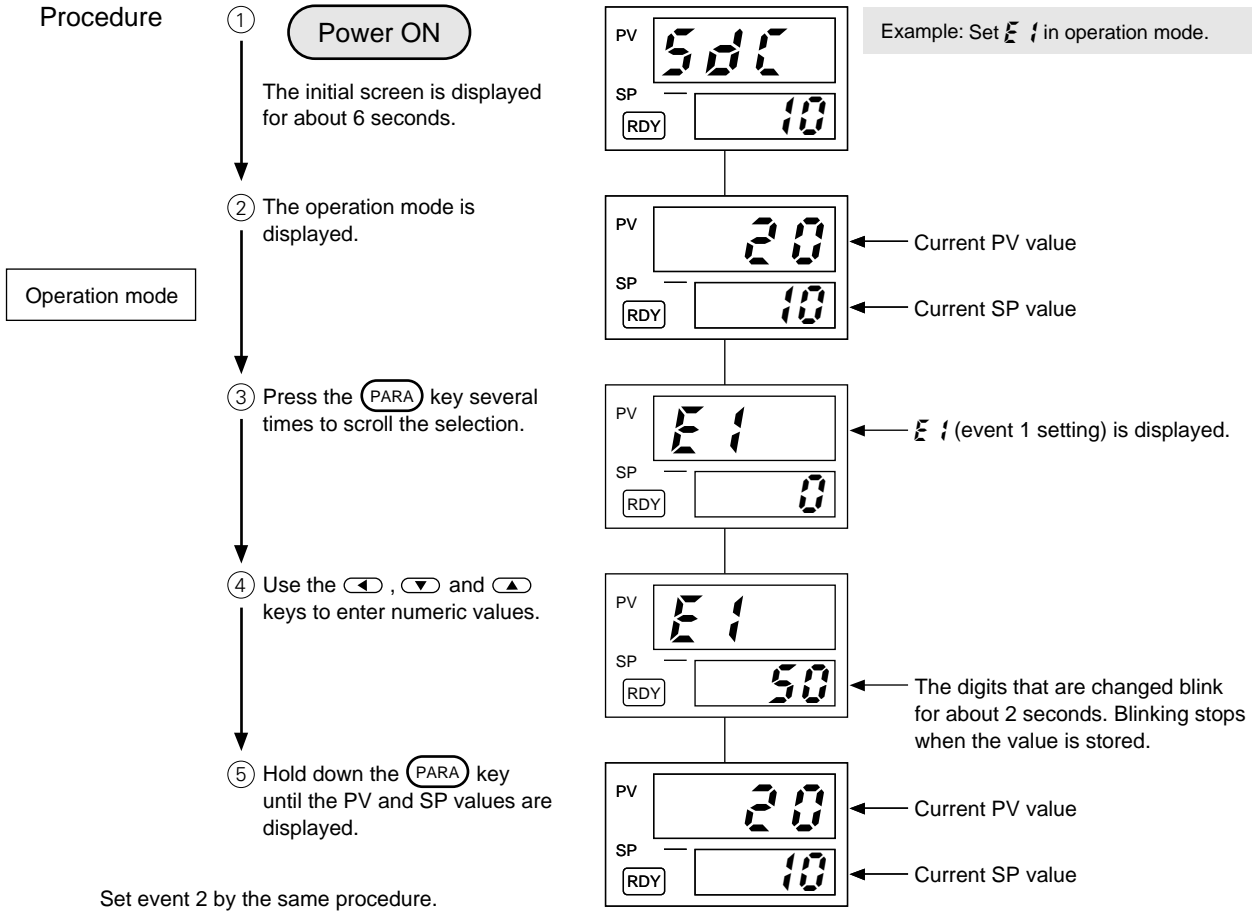 Procedure
① Power ON
The initial screen is displayed
for about 6 seconds.
PV SdC
SP
RDY 10
Example: Set E1 in operation mode.
② The operation mode is
displayed.
PV 20
Current PV value
SP
RDY 10
Current SP value
Operation mode
③ Press the PARA key several
times to scroll the selection.
PV E1
E1 (event 1 setting) is displayed.
SP
RDY 0
④ Use the ◀ , ▼ and ▲
keys to enter numeric values.
PV E1
SP
RDY 50
The digits that are changed blink
for about 2 seconds. Blinking stops
when the value is stored.
⑤ Hold down the PARA key
until the PV and SP values are
displayed.
PV 20
Current PV value
SP
RDY 10
Current SP value
Set event 2 by the same procedure.